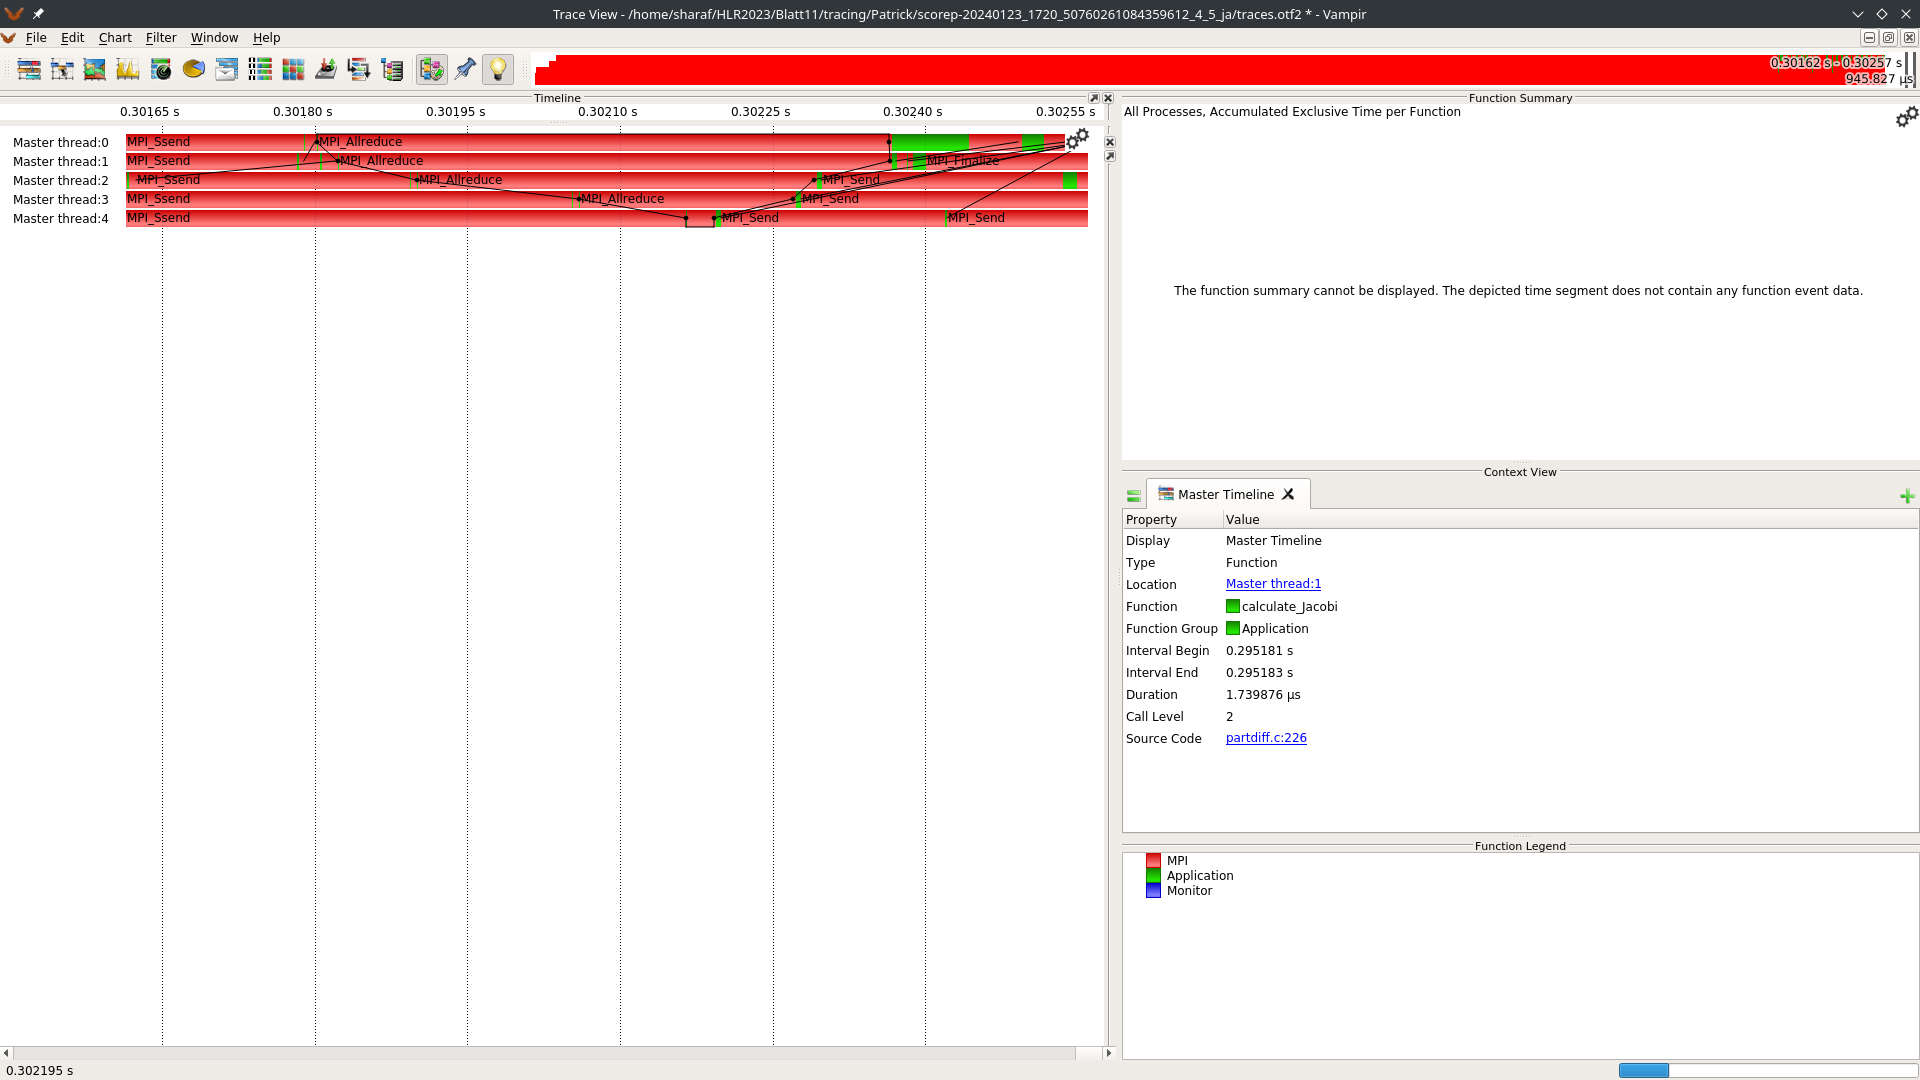 Trace View - /home/sharaf/HLR2023/Blatt11/tracing/Patrick/scorep-20240123_1720_50760261084359612_4_5_ja/traces.otf2 * - Vampir
File Edit Chart Filter Window Help
0.30162 s - 0.30257 s
945.827 µs
Timeline
0.30165 s 0.30180 s 0.30195 s 0.30210 s 0.30225 s 0.30240 s 0.30255 s
Master thread:0 MPI_Ssend MPI_Allreduce
Master thread:1 MPI_Ssend MPI_Allreduce MPI_Finalize
Master thread:2 MPI_Ssend MPI_Allreduce MPI_Send
Master thread:3 MPI_Ssend MPI_Allreduce MPI_Send
Master thread:4 MPI_Ssend MPI_Send MPI_Send
Function Summary
All Processes, Accumulated Exclusive Time per Function
The function summary cannot be displayed. The depicted time segment does not contain any function event data.
Context View
Master Timeline
Property Value
Display Master Timeline
Type Function
Location Master thread:1
Function calculate_Jacobi
Function Group Application
Interval Begin 0.295181 s
Interval End 0.295183 s
Duration 1.739876 µs
Call Level 2
Source Code partdiff.c:226
Function Legend
MPI
Application
Monitor
0.302195 s